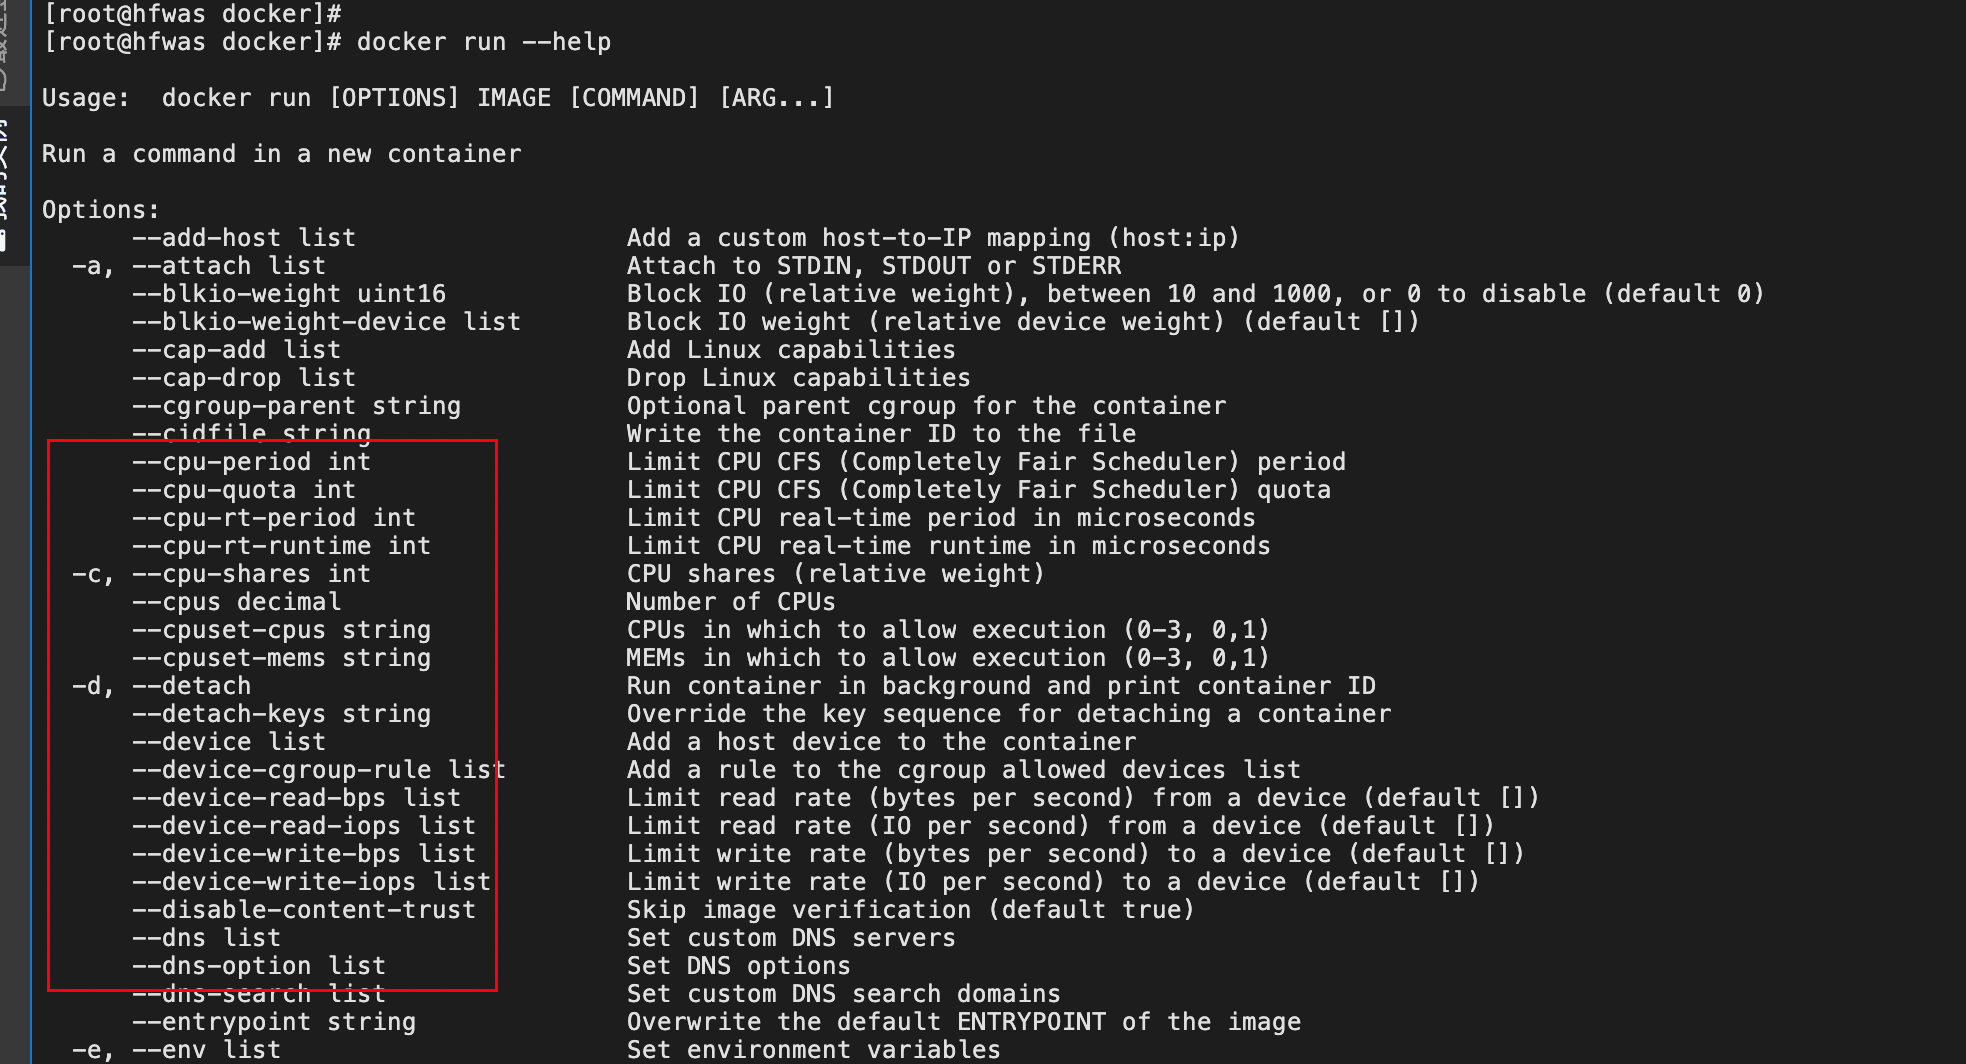 [root@hfwas docker]#
[root@hfwas docker]# docker run --help
Usage:  docker run [OPTIONS] IMAGE [COMMAND] [ARG...]
Run a command in a new container
Options:
      --add-host list                  Add a custom host-to-IP mapping (host:ip)
  -a, --attach list                    Attach to STDIN, STDOUT or STDERR
      --blkio-weight uint16            Block IO (relative weight), between 10 and 1000, or 0 to disable (default 0)
      --blkio-weight-device list       Block IO weight (relative device weight) (default [])
      --cap-add list                   Add Linux capabilities
      --cap-drop list                  Drop Linux capabilities
      --cgroup-parent string           Optional parent cgroup for the container
      --cidfile string                 Write the container ID to the file
      --cpu-period int                 Limit CPU CFS (Completely Fair Scheduler) period
      --cpu-quota int                  Limit CPU CFS (Completely Fair Scheduler) quota
      --cpu-rt-period int              Limit CPU real-time period in microseconds
      --cpu-rt-runtime int             Limit CPU real-time runtime in microseconds
  -c, --cpu-shares int                 CPU shares (relative weight)
      --cpus decimal                   Number of CPUs
      --cpuset-cpus string             CPUs in which to allow execution (0-3, 0,1)
      --cpuset-mems string             MEMs in which to allow execution (0-3, 0,1)
  -d, --detach                         Run container in background and print container ID
      --detach-keys string             Override the key sequence for detaching a container
      --device list                    Add a host device to the container
      --device-cgroup-rule list        Add a rule to the cgroup allowed devices list
      --device-read-bps list           Limit read rate (bytes per second) from a device (default [])
      --device-read-iops list          Limit read rate (IO per second) from a device (default [])
      --device-write-bps list          Limit write rate (bytes per second) to a device (default [])
      --device-write-iops list         Limit write rate (IO per second) to a device (default [])
      --disable-content-trust          Skip image verification (default true)
      --dns list                       Set custom DNS servers
      --dns-option list                Set DNS options
      --dns-search list                Set custom DNS search domains
      --entrypoint string              Overwrite the default ENTRYPOINT of the image
  -e, --env list                       Set environment variables